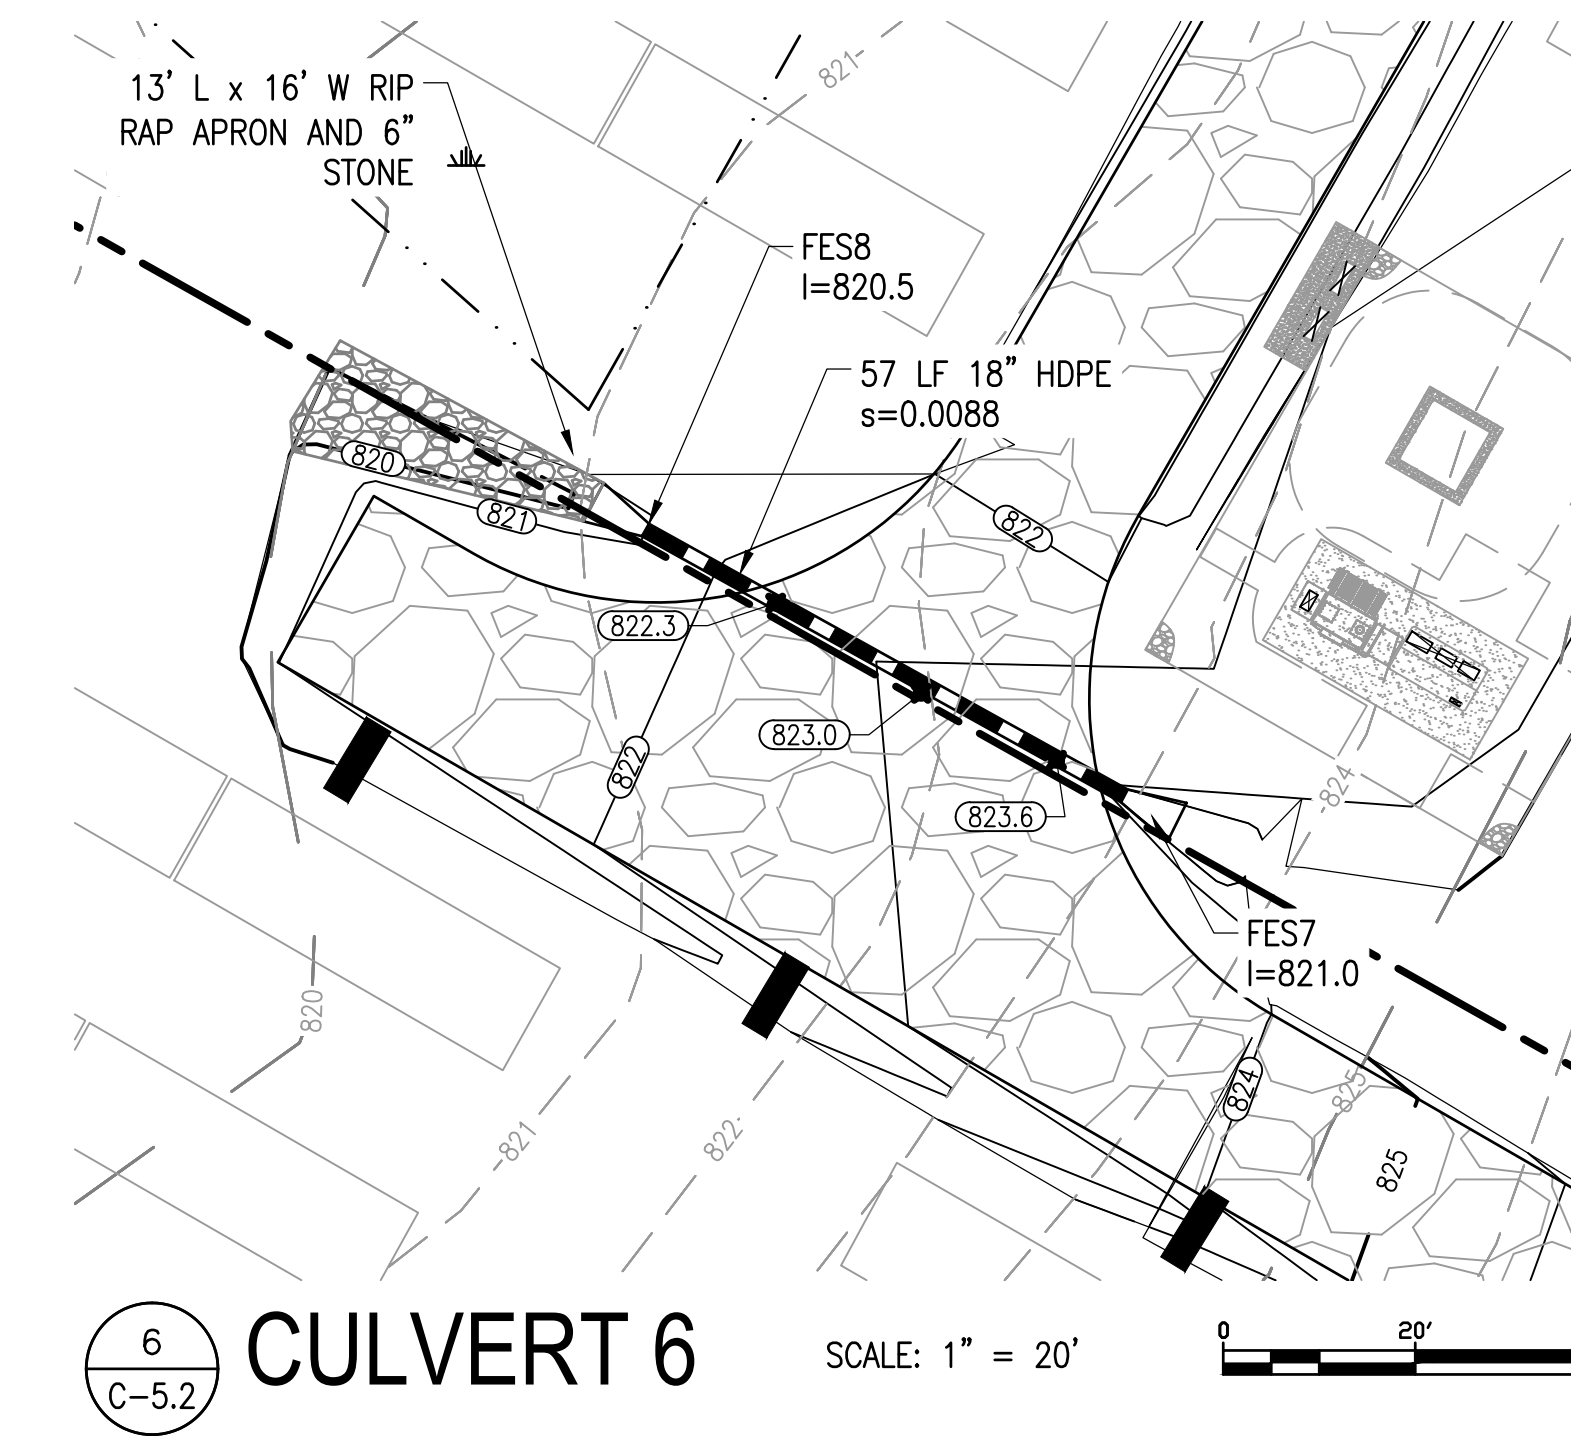 821
13' L x 16' W RIP
RAP APRON AND 6"
STONE
FES8
I=820.5
57 LF 18" HDPE
s=0.0088
820
821
822
822.3
823.0
822
824
823.6
FES7
I=821.0
820
824
825
821
822
825
6
C-5.2
CULVERT 6
SCALE: 1" = 20'
0
20'